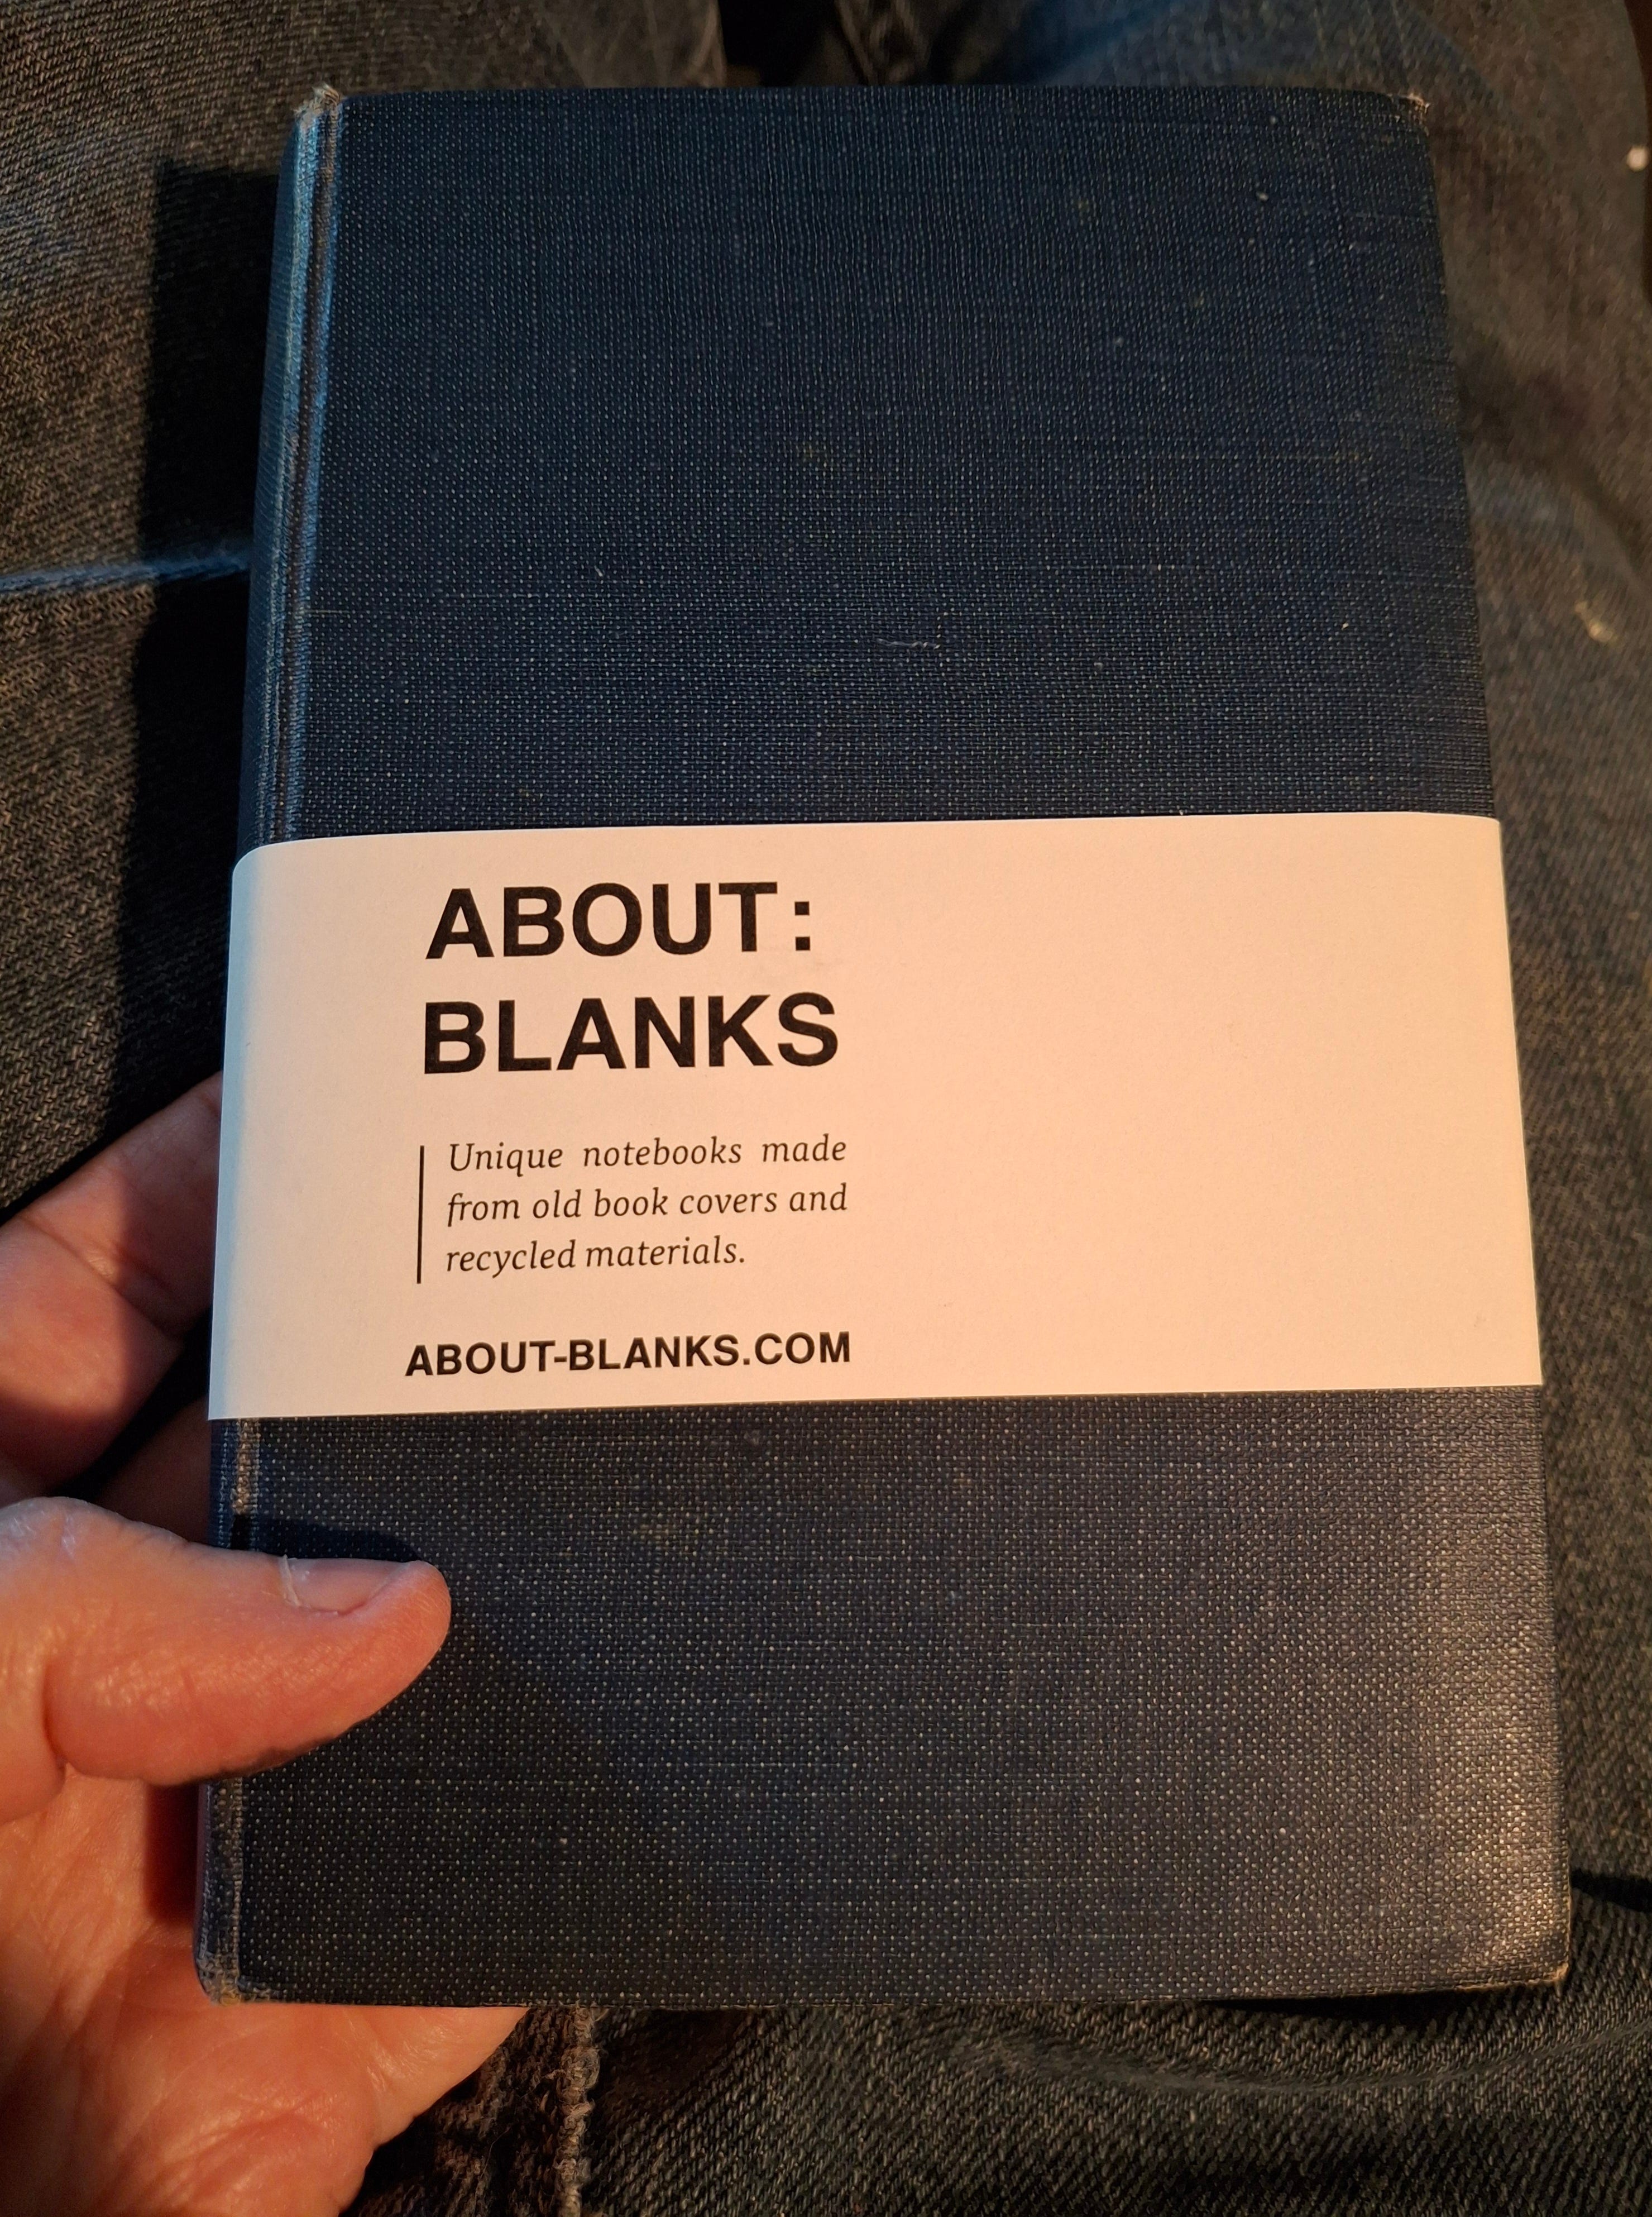 ABOUT:
BLANKS
Unique notebooks made
from old book covers and
recycled materials.
ABOUT-BLANKS.COM